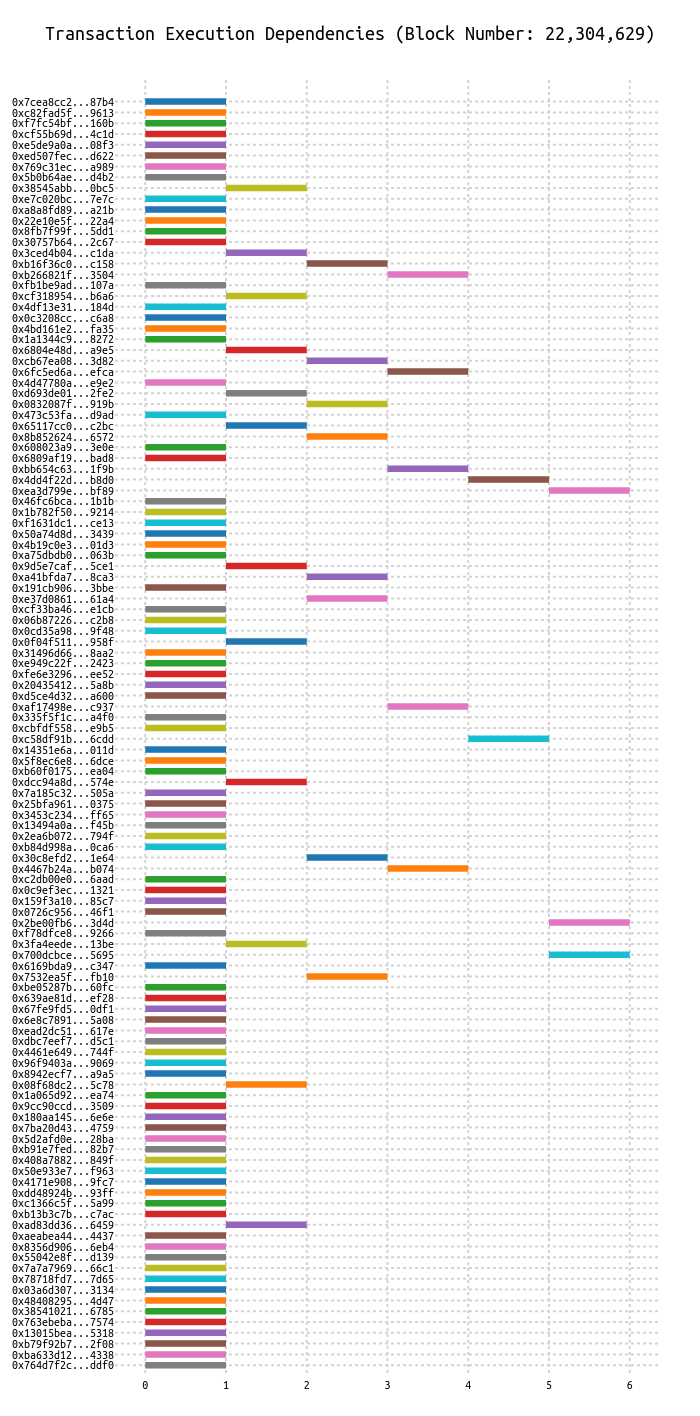 Transaction Execution Dependencies (Block Number: 22,304,629)
0x7cea8cc2...87b4
0xc82fad5f...9613
0xf7fc54bf...160b
0xcf55b69d...4c1d
0xe5de9a0a...08f3
0xed507fec...d622
0x769c31ec...a989
0x5b0b64ae...d4b2
0x38545abb...0bc5
0xe7c020bc...7e7c
0xa8a8fd89...a21b
0x22e10e5f...22a4
0x8fb7f99f...5dd1
0x30757b64...2c67
0x3ced4b04...c1da
0xb16f36c0...c158
0xb266821f...3504
0xfb1be9ad...107a
0xcf318954...b6a6
0x4df13e31...184d
0x0c3208cc...c6a8
0x4bd161e2...fa35
0x1a1344c9...8272
0x6804e48d...a9e5
0xcb67ea08...3d82
0x6fc5ed6a...efca
0x4d47780a...e9e2
0xd693de01...2fe2
0x0832087f...919b
0x473c53fa...d9ad
0x65117cc0...c2bc
0x8b852624...6572
0x608023a9...3e0e
0x6809af19...bad8
0xbb654c63...1f9b
0x4dd4f22d...b8d0
0xea3d799e...bf89
0x46fc6bca...1b1b
0x1b782f50...9214
0xf1631dc1...ce13
0x50a74d8d...3439
0x4b19c0e3...01d3
0xa75dbdb0...063b
0x9d5e7caf...5ce1
0xa41bfda7...8ca3
0x191cb906...3bbe
0xe37d0861...61a4
0xcf33ba46...e1cb
0x06b87226...c2b8
0x0cd35a98...9f48
0x0f04f511...958f
0x31496d66...8aa2
0xe949c22f...2423
0xfe6e3296...ee52
0x20435412...5a8b
0xd5ce4d32...a600
0xaf17498e...c937
0x335f5f1c...a4f0
0xcbfdf558...e9b5
0xc58df91b...6cdd
0x14351e6a...011d
0x5f8ec6e8...6dce
0xb60f0175...ea04
0xdcc94a8d...574e
0x7a185c32...505a
0x25bfa961...0375
0x3453c234...ff65
0x13494a0a...f45b
0x2ea6b072...794f
0xb84d998a...0ca6
0x30c8efd2...1e64
0x4467b24a...b074
0xc2db00e0...6aad
0x0c9ef3ec...1321
0x159f3a10...85c7
0x0726c956...46f1
0x2be00fb6...3d4d
0xf78dfce8...9266
0x3fa4eede...13be
0x700dcbce...5695
0x6169bda9...c347
0x7532ea5f...fb10
0xbe05287b...60fc
0x639ae81d...ef28
0x67fe9fd5...0df1
0x6e8c7891...5a08
0xead2dc51...617e
0xdbc7eef7...d5c1
0x4461e649...744f
0x96f9403a...9069
0x8942ecf7...a9a5
0x08f68dc2...5c78
0x1a065d92...ea74
0x9cc90ccd...3509
0x180aa145...6e6e
0x7ba20d43...4759
0x5d2afd0e...28ba
0xb91e7fed...82b7
0x408a7882...849f
0x50e933e7...f963
0x4171e908...9fc7
0xdd48924b...93ff
0xc1366c5f...5a99
0xb13b3c7b...c7ac
0xad83dd36...6459
0xaeabea44...4437
0x8356d906...6eb4
0x55042e8f...d139
0x7a7a7969...66c1
0x78718fd7...7d65
0x03a6d307...3134
0x48408295...4d47
0x38541021...6785
0x763ebeba...7574
0x13015bea...5318
0xb79f92b7...2f08
0xba633d12...4338
0x764d7f2c...ddf0
0 1 2 3 4 5 6